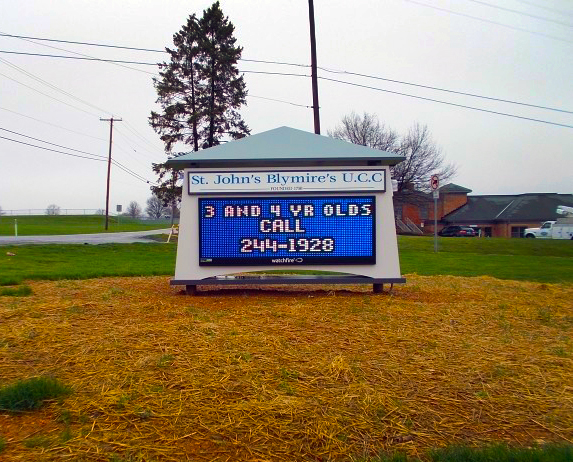 St. John's Blymire's U.C.C
3 AND 4 YR OLDS
CALL
244-1928
watchfire